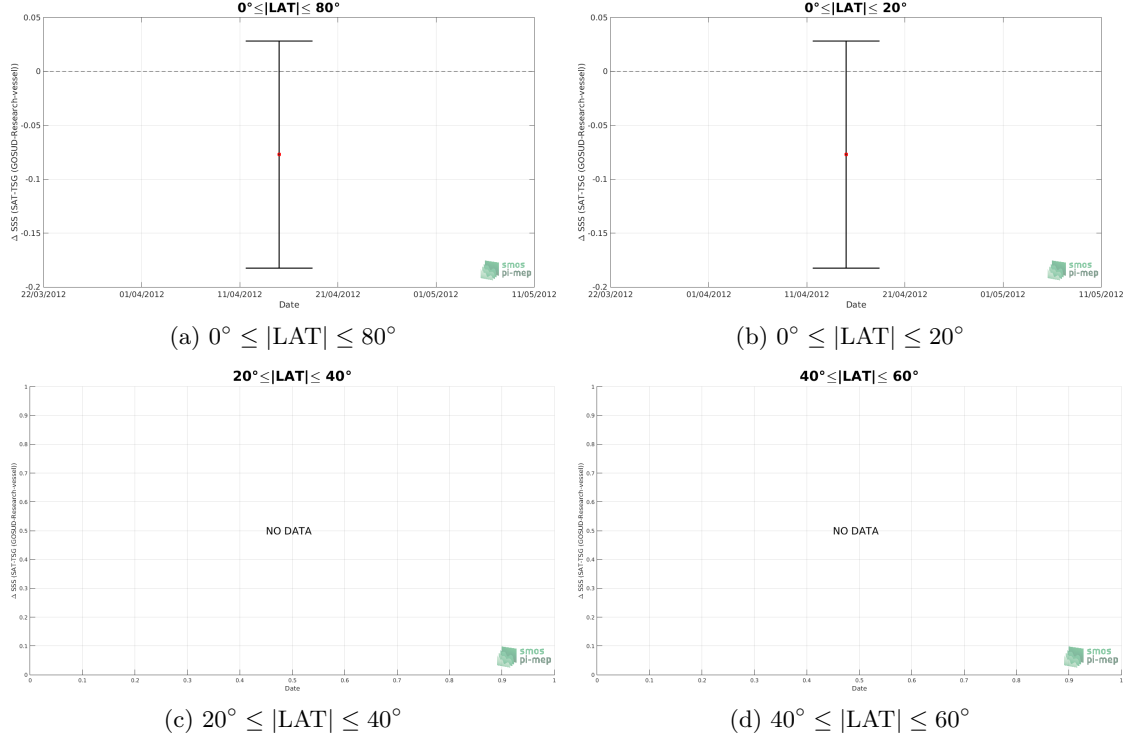 0°≤|LAT|≤ 80°
0.05
0
-0.05
-0.1
-0.15
-0.2
Δ SSS (SAT-TSG (GOSUD-Research-vessel))
22/03/2012 01/04/2012 11/04/2012 21/04/2012 01/05/2012 11/05/2012
Date
smos
pi-mep
(a) 0° ≤ |LAT| ≤ 80°
0°≤|LAT|≤ 20°
0.05
0
-0.05
-0.1
-0.15
-0.2
Δ SSS (SAT-TSG (GOSUD-Research-vessel))
22/03/2012 01/04/2012 11/04/2012 21/04/2012 01/05/2012 11/05/2012
Date
smos
pi-mep
(b) 0° ≤ |LAT| ≤ 20°
20°≤|LAT|≤ 40°
1
0.9
0.8
0.7
0.6
0.5
0.4
0.3
0.2
0.1
0
Δ SSS (SAT-TSG (GOSUD-Research-vessel))
NO DATA
0 0.1 0.2 0.3 0.4 0.5 0.6 0.7 0.8 0.9 1
Date
smos
pi-mep
(c) 20° ≤ |LAT| ≤ 40°
40°≤|LAT|≤ 60°
1
0.9
0.8
0.7
0.6
0.5
0.4
0.3
0.2
0.1
0
Δ SSS (SAT-TSG (GOSUD-Research-vessel))
NO DATA
0 0.1 0.2 0.3 0.4 0.5 0.6 0.7 0.8 0.9 1
Date
smos
pi-mep
(d) 40° ≤ |LAT| ≤ 60°